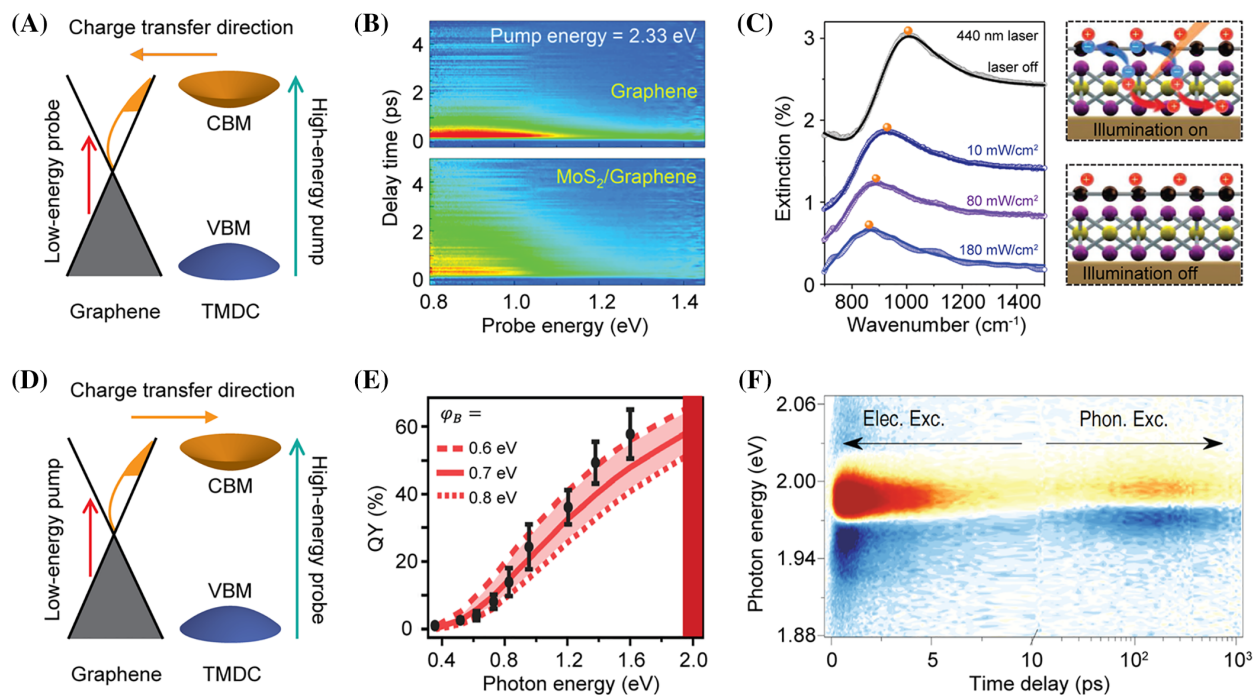 (A)
Charge transfer direction
Low-energy probe
CBM
VBM
High-energy pump
Graphene
TMDC
(B)
Pump energy = 2.33 eV
Graphene
MoS₂/Graphene
Delay time (ps)
4
2
0
4
2
0
0.8
1.0
1.2
1.4
Probe energy (eV)
(C)
440 nm laser
laser off
10 mW/cm²
80 mW/cm²
180 mW/cm²
Extinction (%)
3
2
1
0
800
1000
1200
1400
Wavenumber (cm⁻¹)
Illumination on
Illumination off
(D)
Charge transfer direction
Low-energy pump
CBM
VBM
High-energy probe
Graphene
TMDC
(E)
φ_B =
0.6 eV
0.7 eV
0.8 eV
QY (%)
60
40
20
0
0.4
0.8
1.2
1.6
2.0
Photon energy (eV)
(F)
Elec. Exc.
Phon. Exc.
Photon energy (eV)
2.06
2.00
1.94
1.88
0
5
10
10²
10³
Time delay (ps)